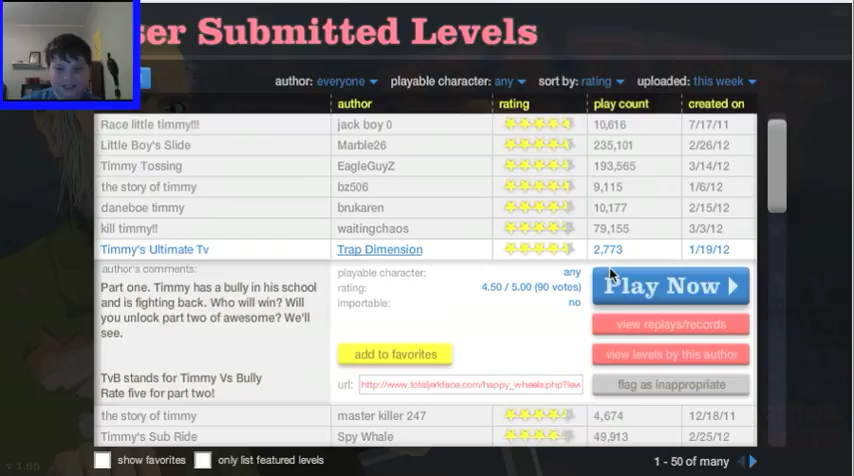 ser Submitted Levels
author: everyone playable character: any sort by: rating uploaded: this week
author rating play count created on
Race little timmy!!! jack boy 0 10,616 7/17/11
Little Boy's Slide Marble26 235,101 2/26/12
Timmy Tossing EagleGuyZ 193,565 3/14/12
the story of timmy bz506 9,115 1/6/12
daneboe timmy brukaren 10,177 2/15/12
kill timmy!! waitingchaos 79,155 3/3/12
Timmy's Ultimate Tv Trap Dimension 2,773 1/19/12
author's comments:
Part one. Timmy has a bully in his school
and is fighting back. Who will win? Will
you unlock part two of awesome? We'll
see.
TvB stands for Timmy Vs Bully
Rate five for part two!
playable character: any
rating: 4.50 / 5.00 (90 votes)
importable: no
add to favorites
url: http://www.totaljerkface.com/happy_wheels.php?lev
Play Now
view replays/records
view levels by this author
flag as inappropriate
the story of timmy master killer 247 4,674 12/18/11
Timmy's Sub Ride Spy Whale 49,913 2/25/12
show favorites only list featured levels 1 - 50 of many
v 1.65